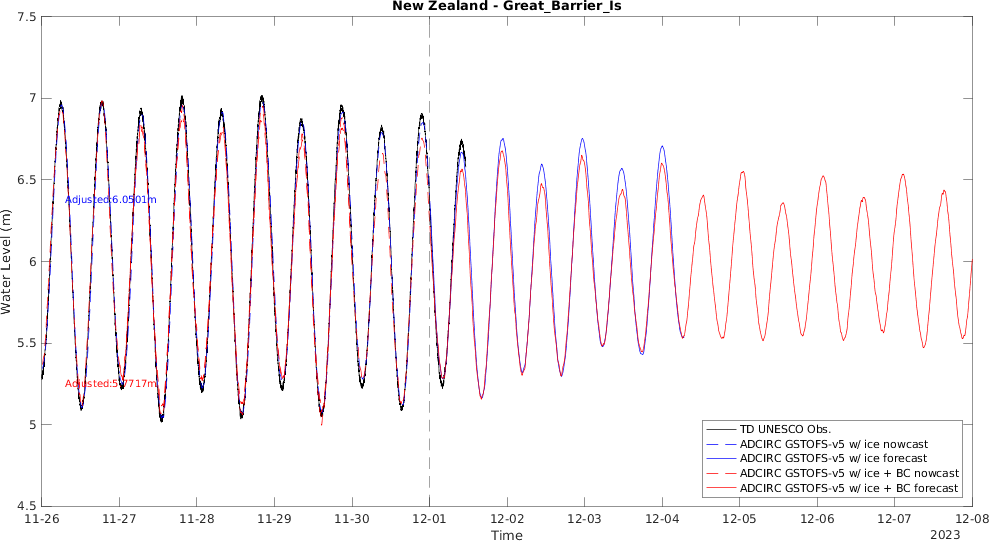 New Zealand - Great_Barrier_Is
7.5
7
6.5
6
5.5
5
4.5
Water Level (m)
Adjusted:6.0501m
Adjusted:5.7717m
TD UNESCO Obs.
ADCIRC GSTOFS-v5 w/ ice nowcast
ADCIRC GSTOFS-v5 w/ ice forecast
ADCIRC GSTOFS-v5 w/ ice + BC nowcast
ADCIRC GSTOFS-v5 w/ ice + BC forecast
11-26 11-27 11-28 11-29 11-30 12-01 12-02 12-03 12-04 12-05 12-06 12-07 12-08
Time
2023